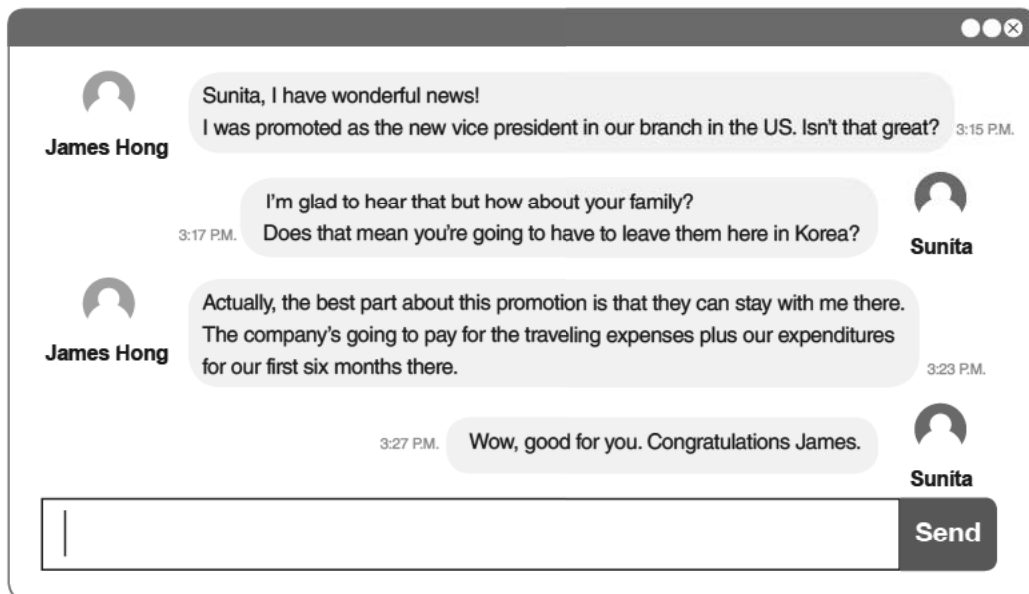 Sunita, I have wonderful news!
I was promoted as the new vice president in our branch in the US. Isn't that great?
3:15 P.M.
James Hong
I'm glad to hear that but how about your family?
Does that mean you're going to have to leave them here in Korea?
3:17 P.M.
Sunita
Actually, the best part about this promotion is that they can stay with me there.
The company's going to pay for the traveling expenses plus our expenditures
for our first six months there.
3:23 P.M.
James Hong
3:27 P.M.
Wow, good for you. Congratulations James.
Sunita
Send